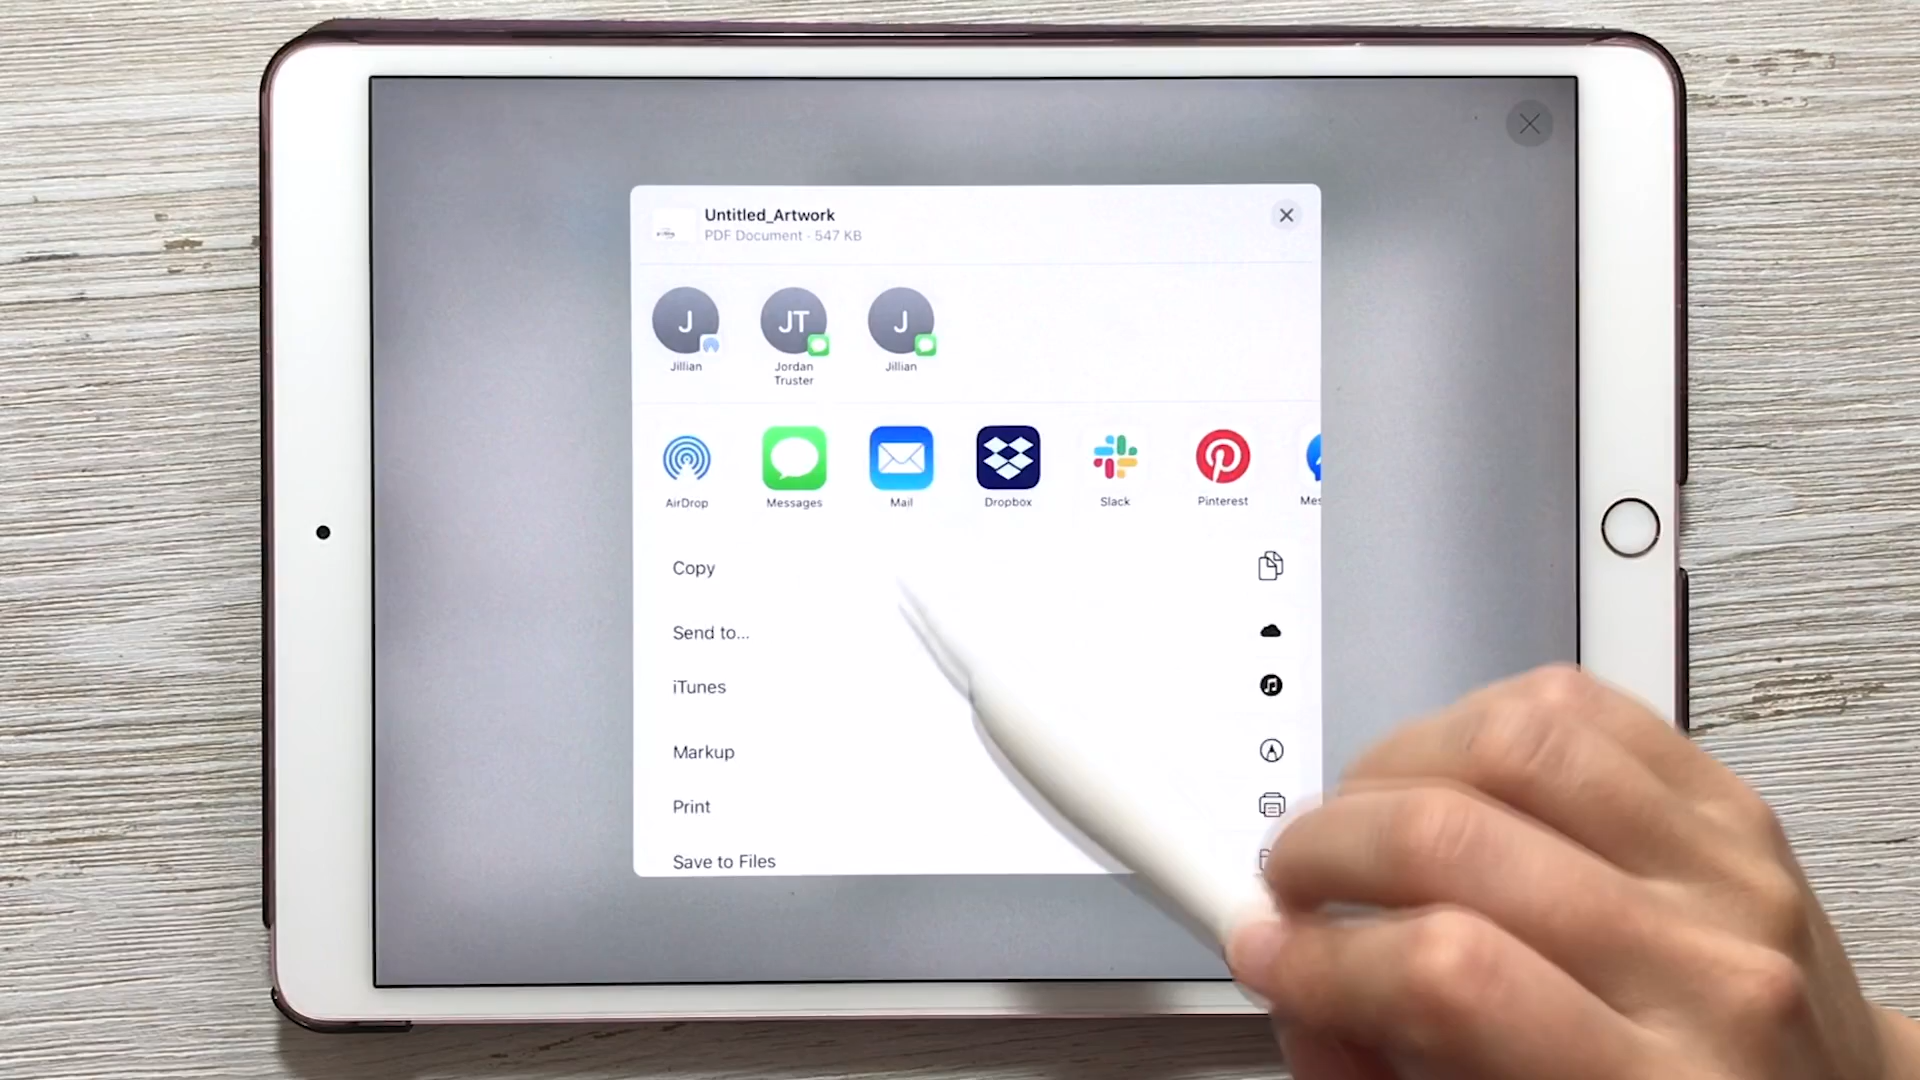 Untitled_Artwork
PDF Document - 547 KB
J
JT
J
Jillian
Jordan
Truster
Jillian
AirDrop
Messages
Mail
Dropbox
Slack
Pinterest
Mes
Copy
Send to...
iTunes
Markup
Print
Save to Files